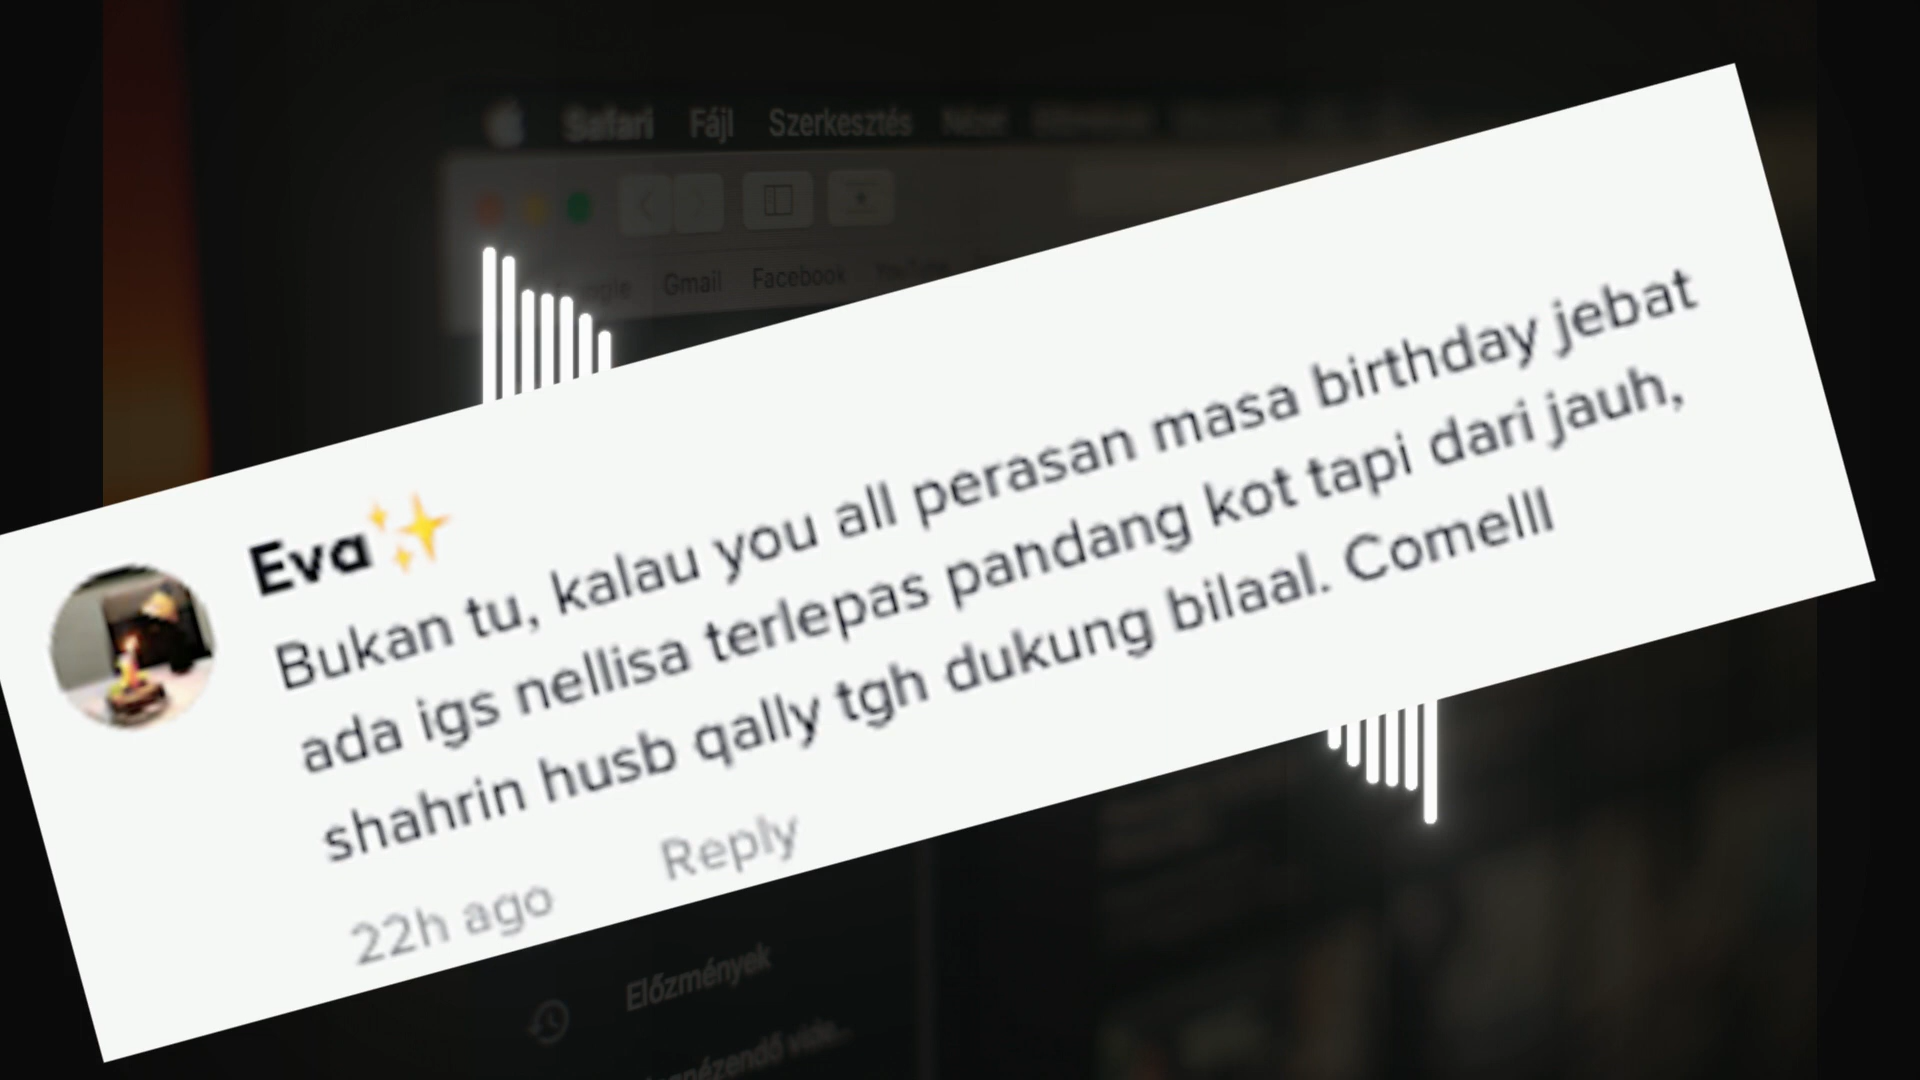 Safari Fájl Szerkesztés
Gmail Facebook YouTube
Eva✨
Bukan tu, kalau you all perasan masa birthday jebat
ada igs nellisa terlepas pandang kot tapi dari jauh,
shahrin husb qally tgh dukung bilaal. Comelll
22h ago Reply
Előzmények